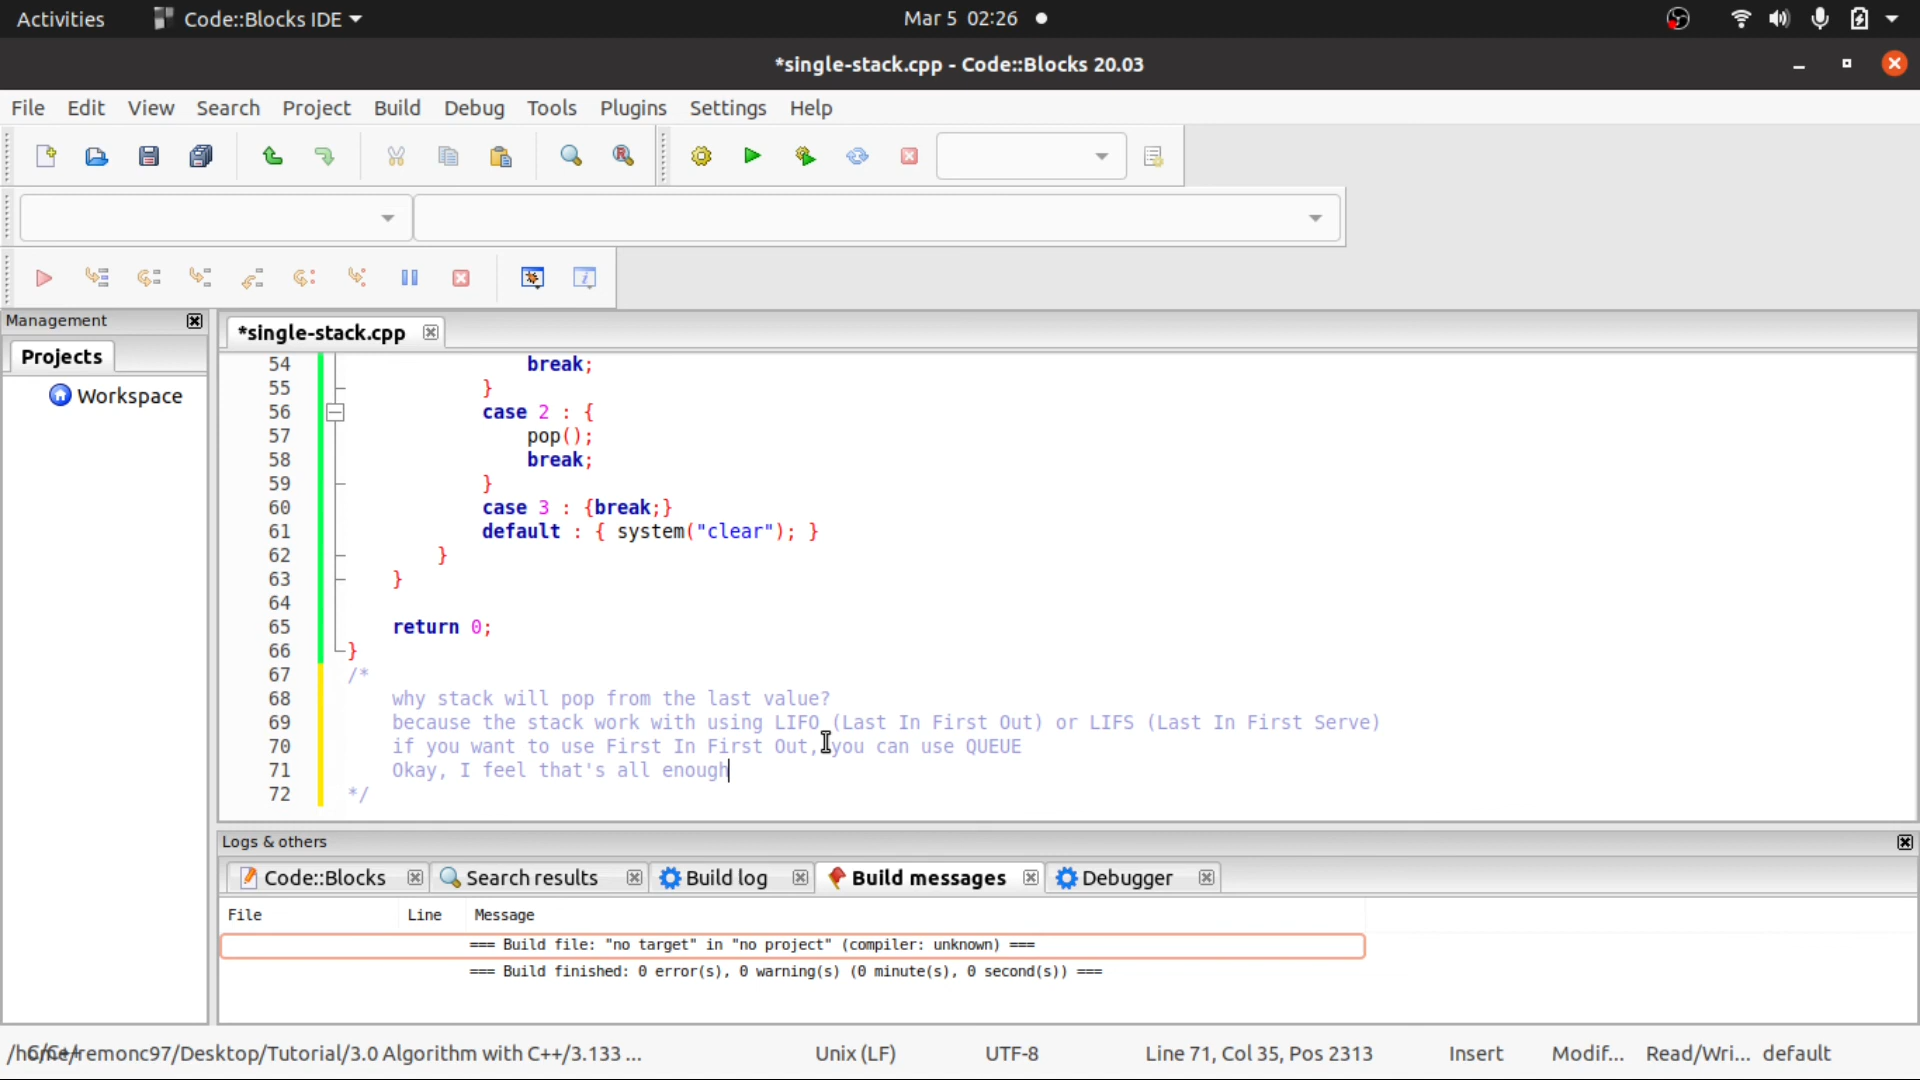 Activities Code::Blocks IDE Mar 5 02:26
*single-stack.cpp - Code::Blocks 20.03
File Edit View Search Project Build Debug Tools Plugins Settings Help
Management
Projects
Workspace
*single-stack.cpp
54 break;
55 }
56 case 2 : {
57 pop();
58 break;
59 }
60 case 3 : {break;}
61 default : { system("clear"); }
62 }
63 }
64
65 return 0;
66 }
67 /*
68 why stack will pop from the last value?
69 because the stack work with using LIFO (Last In First Out) or LIFS (Last In First Serve)
70 if you want to use First In First Out, you can use QUEUE
71 Okay, I feel that's all enough
72 */
Logs & others
Code::Blocks Search results Build log Build messages Debugger
File Line Message
=== Build file: "no target" in "no project" (compiler: unknown) ===
=== Build finished: 0 error(s), 0 warning(s) (0 minute(s), 0 second(s)) ===
/home/remonc97/Desktop/Tutorial/3.0 Algorithm with C++/3.133 ... C/C++ Unix (LF) UTF-8 Line 71, Col 35, Pos 2313 Insert Modif... Read/Wri... default